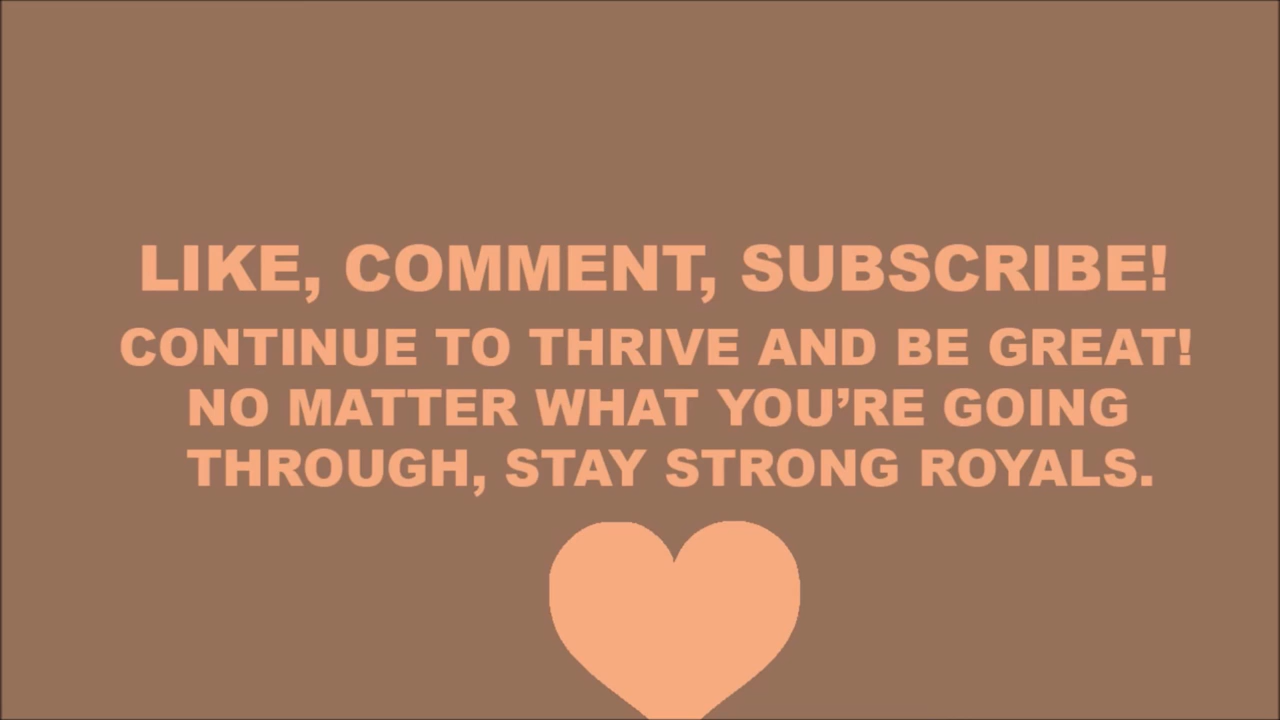 LIKE, COMMENT, SUBSCRIBE!
CONTINUE TO THRIVE AND BE GREAT!
NO MATTER WHAT YOU’RE GOING
THROUGH, STAY STRONG ROYALS.